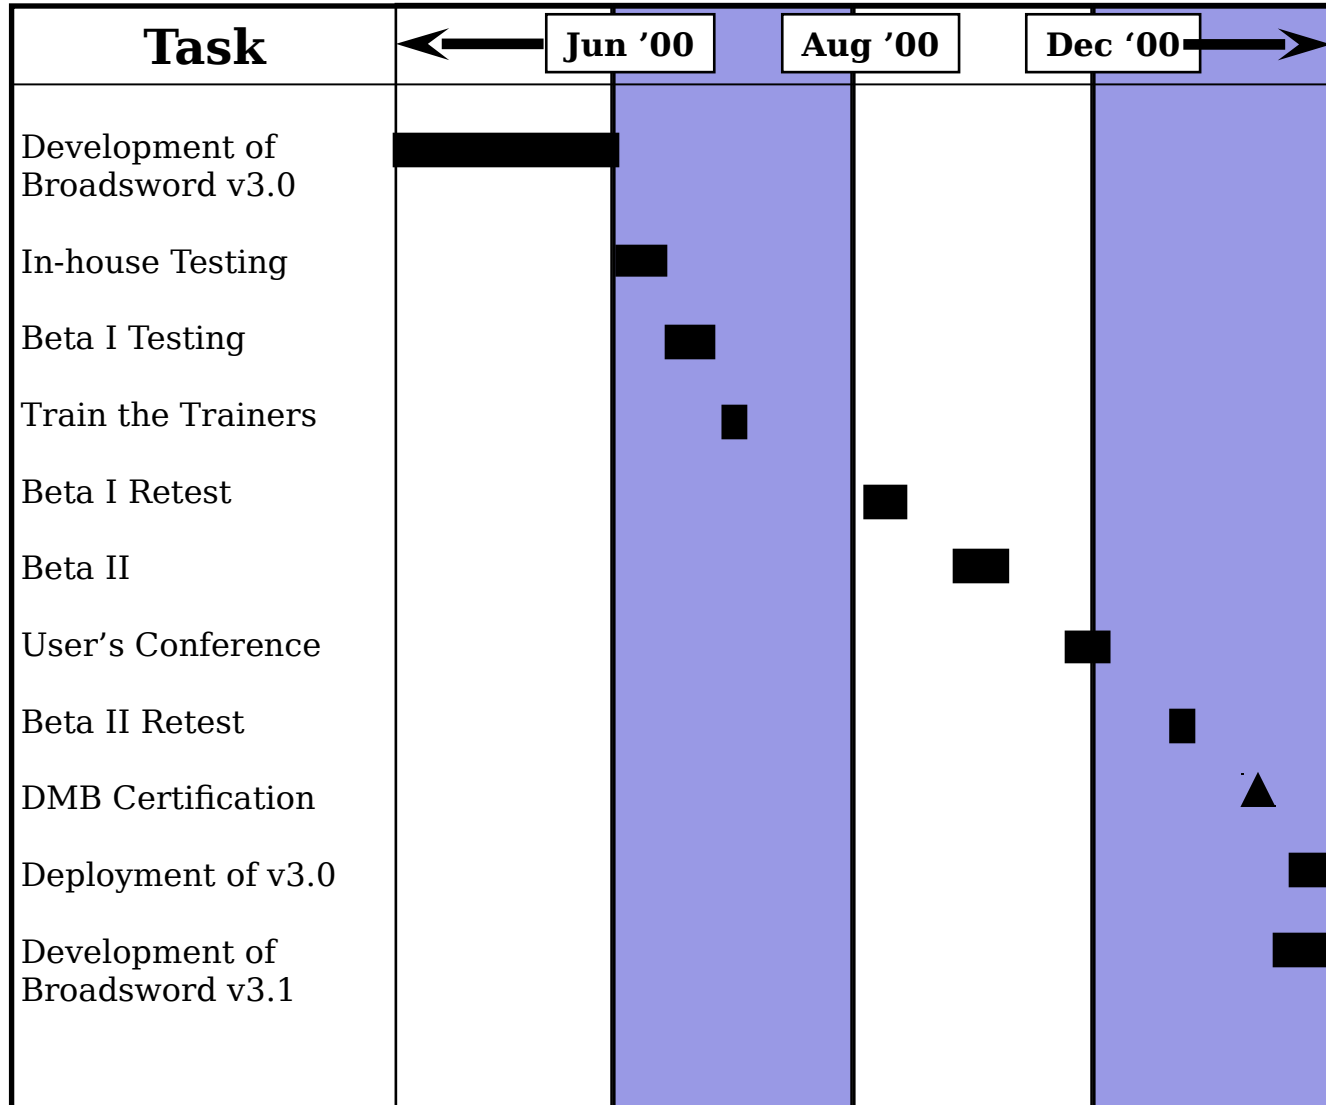 Task
Jun ’00
Aug ’00
Dec ‘00
Development of
Broadsword v3.0
In-house Testing
Beta I Testing
Train the Trainers
Beta I Retest
Beta II
User’s Conference
Beta II Retest
DMB Certification
Deployment of v3.0
Development of
Broadsword v3.1